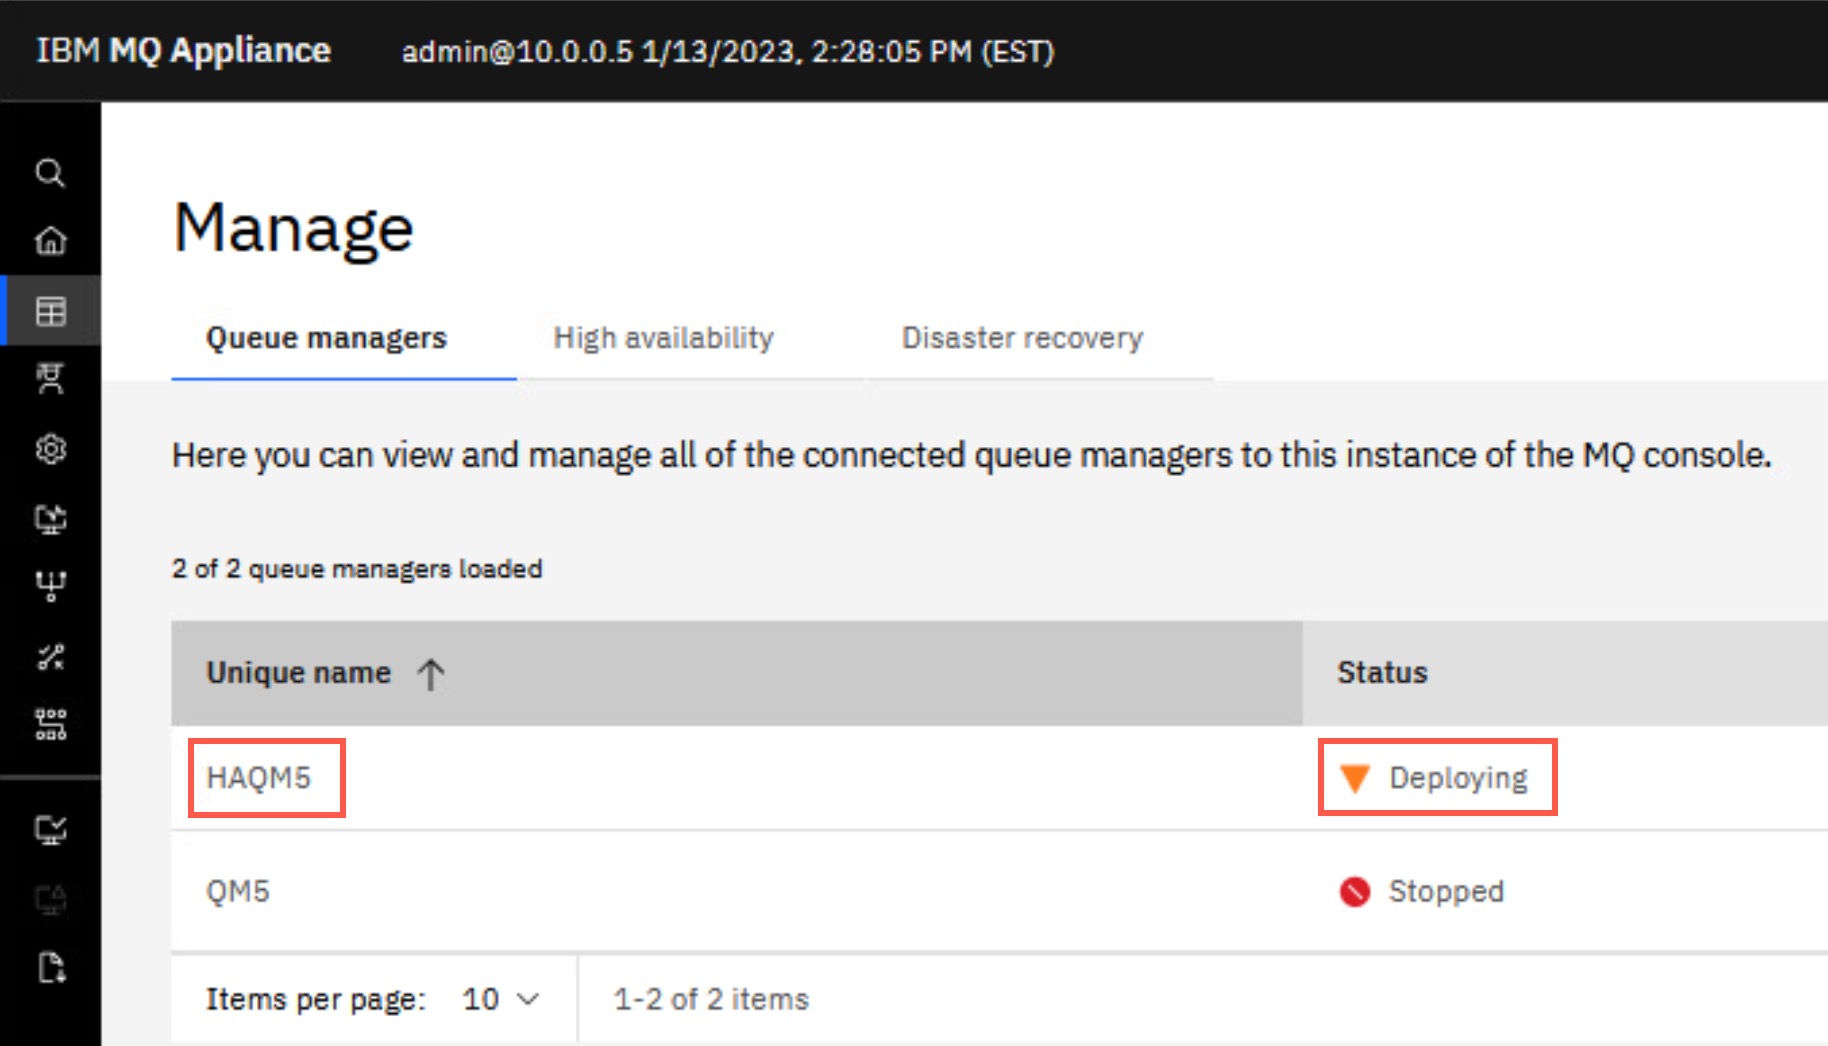 IBM MQ Appliance admin@10.0.0.5 1/13/2023, 2:28:05 PM (EST)
Manage
Queue managers High availability Disaster recovery
Here you can view and manage all of the connected queue managers to this instance of the MQ console.
2 of 2 queue managers loaded
Unique name Status
HAQM5 Deploying
QM5 Stopped
Items per page: 10 1-2 of 2 items